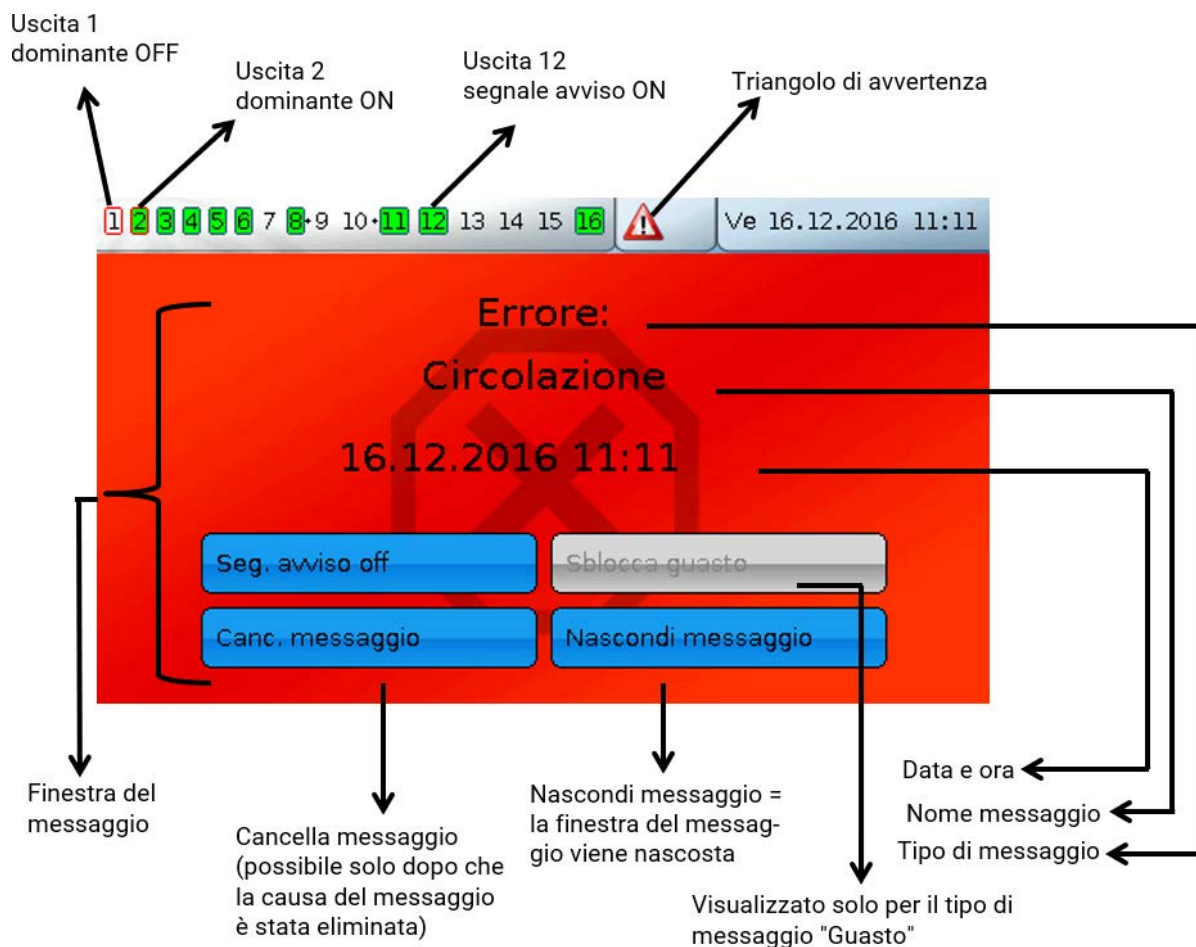 Uscita 1
dominante OFF
Uscita 2
dominante ON
Uscita 12
segnale avviso ON
Triangolo di avvertenza
1 2 3 4 5 6 7 8 9 10 11 12 13 14 15 16 Ve 16.12.2016 11:11
Errore:
Circolazione
16.12.2016 11:11
Seg. avviso off
Sblocca guasto
Canc. messaggio
Nascondi messaggio
Finestra del
messaggio
Cancella messaggio
(possibile solo dopo che
la causa del messaggio
è stata eliminata)
Nascondi messaggio =
la finestra del messag-
gio viene nascosta
Data e ora
Nome messaggio
Tipo di messaggio
Visualizzato solo per il tipo di
messaggio "Guasto"